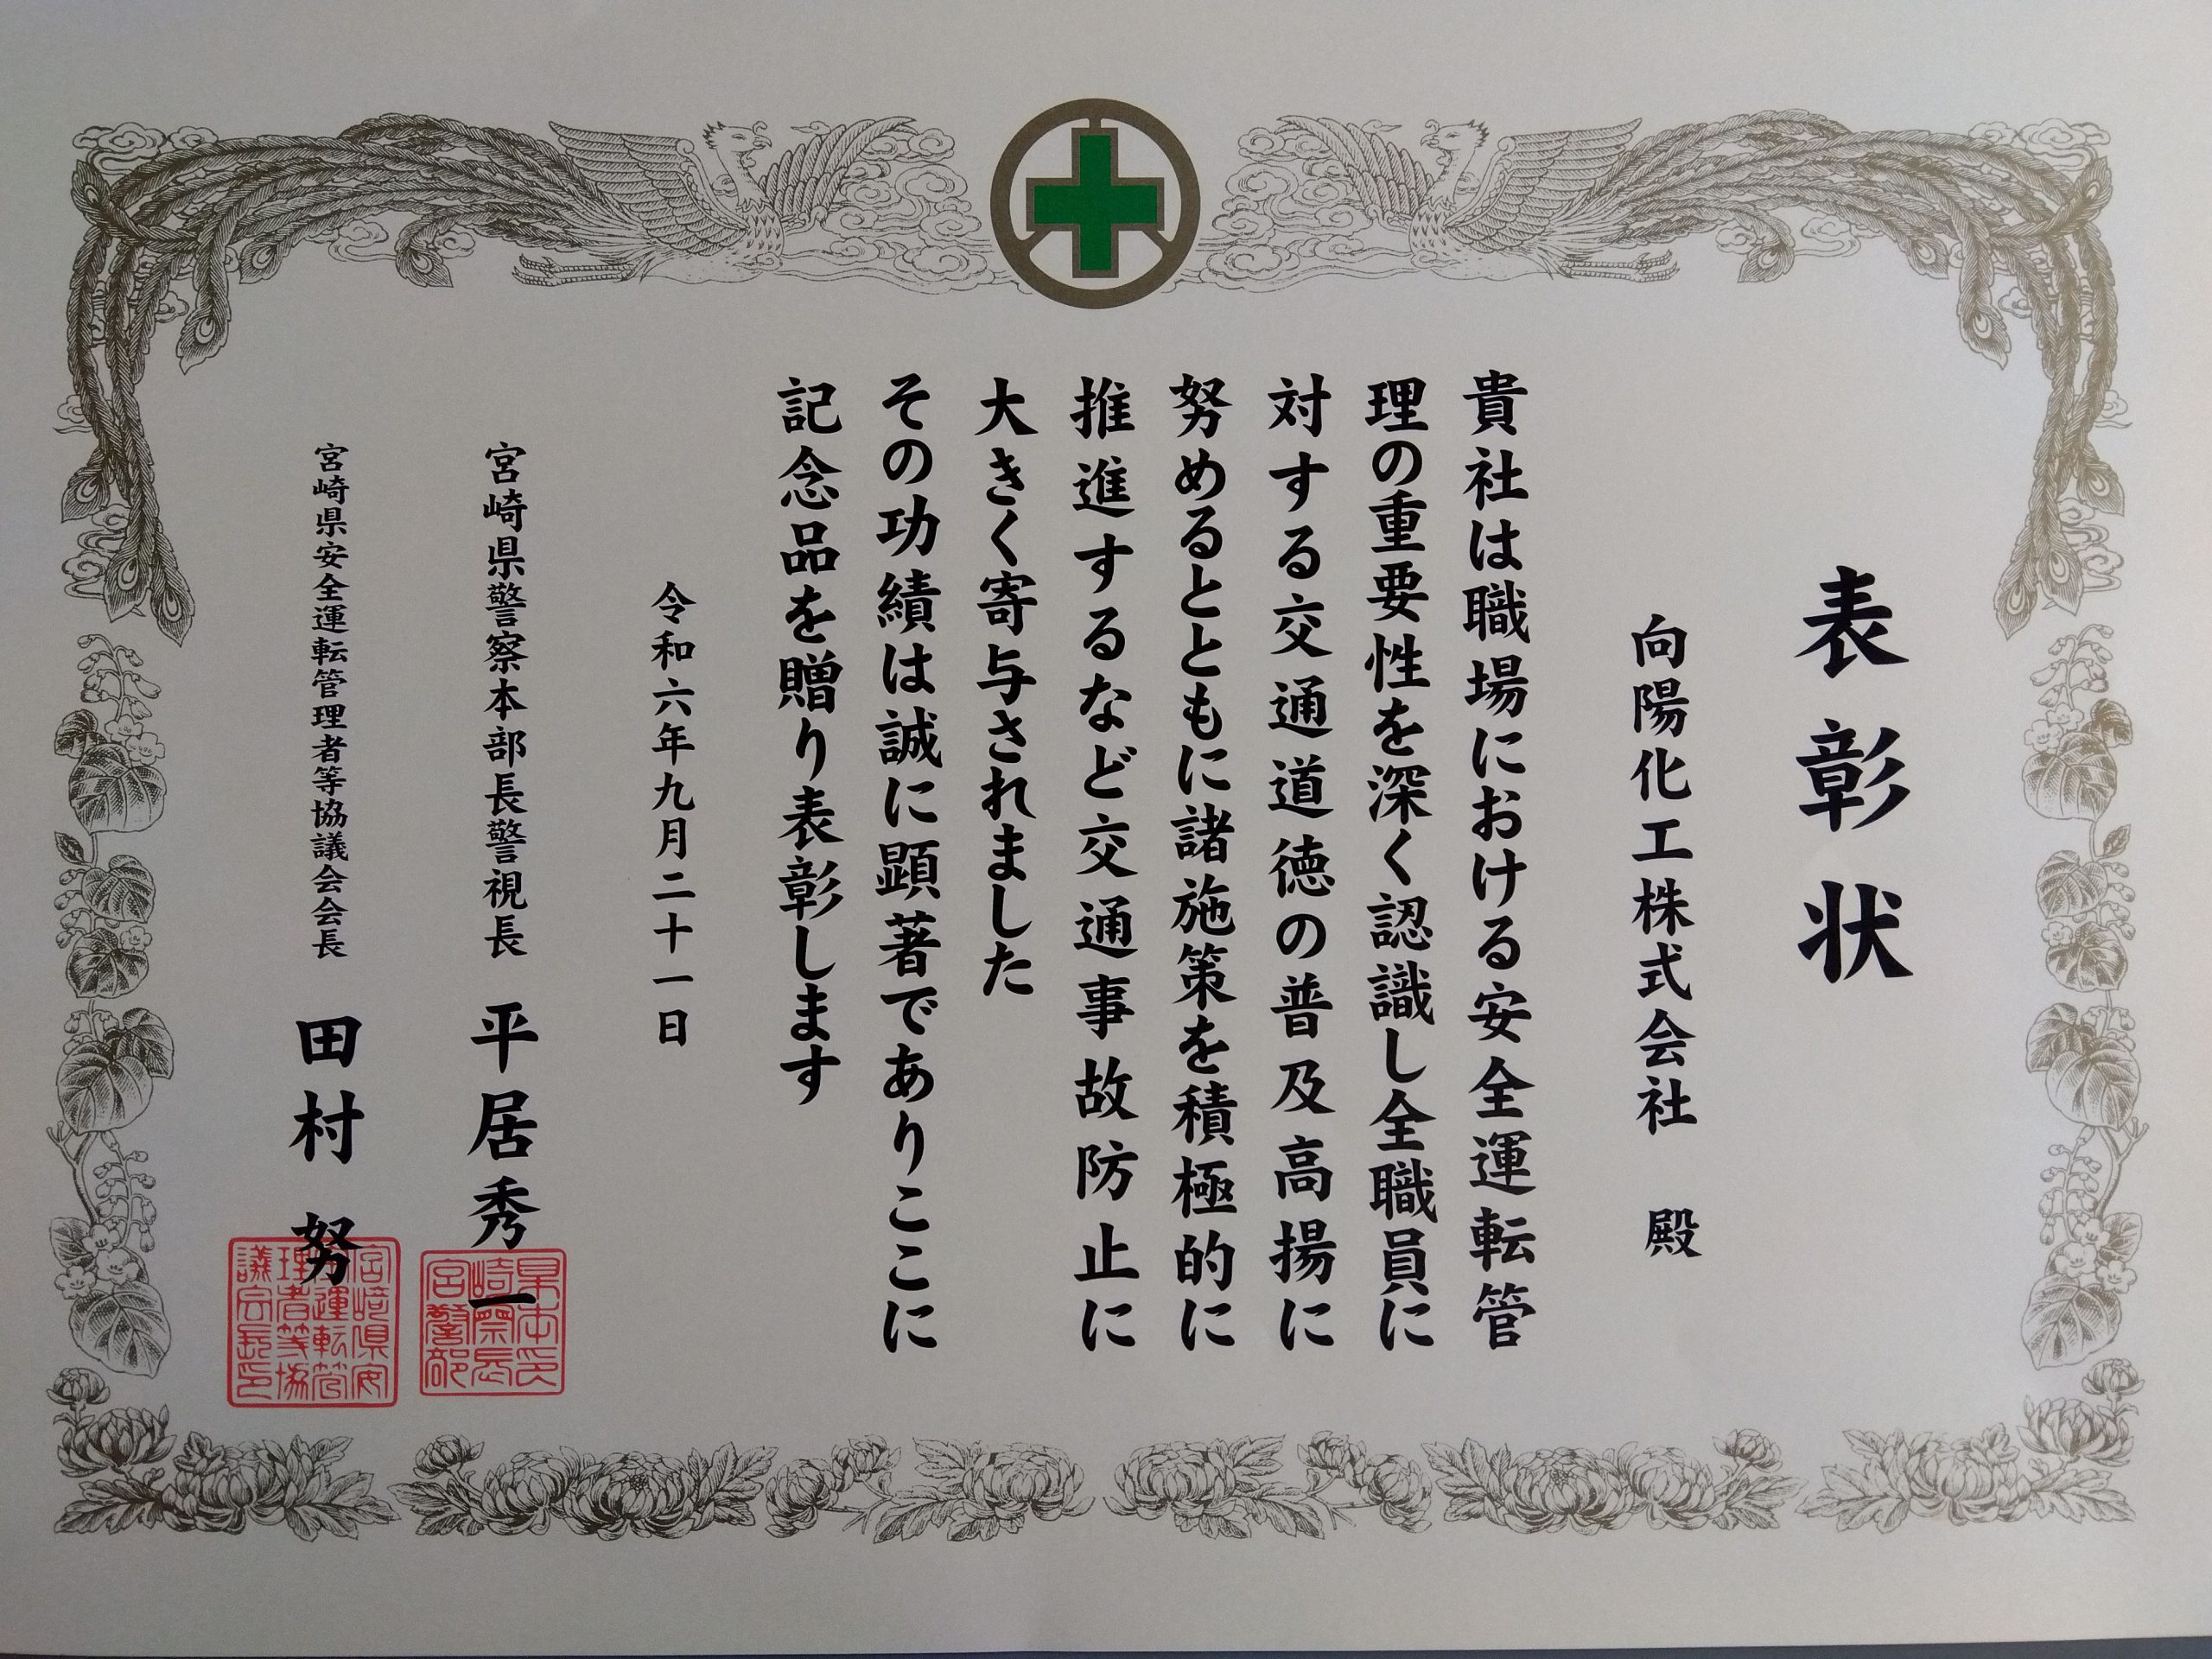 表彰状
向陽化工株式会社 殿
貴社は職場における安全運転管
理の重要性を深く認識し全職員に
対する交通道徳の普及高揚に
努めるとともに諸施策を積極的に
推進するなど交通事故防止に
大きく寄与されました
その功績は誠に顕著でありここに
記念品を贈り表彰します
令和六年九月二十一日
宮崎県警察本部長警視長 平居秀一
宮崎県安全運転管理者等協議会会長 田村 努